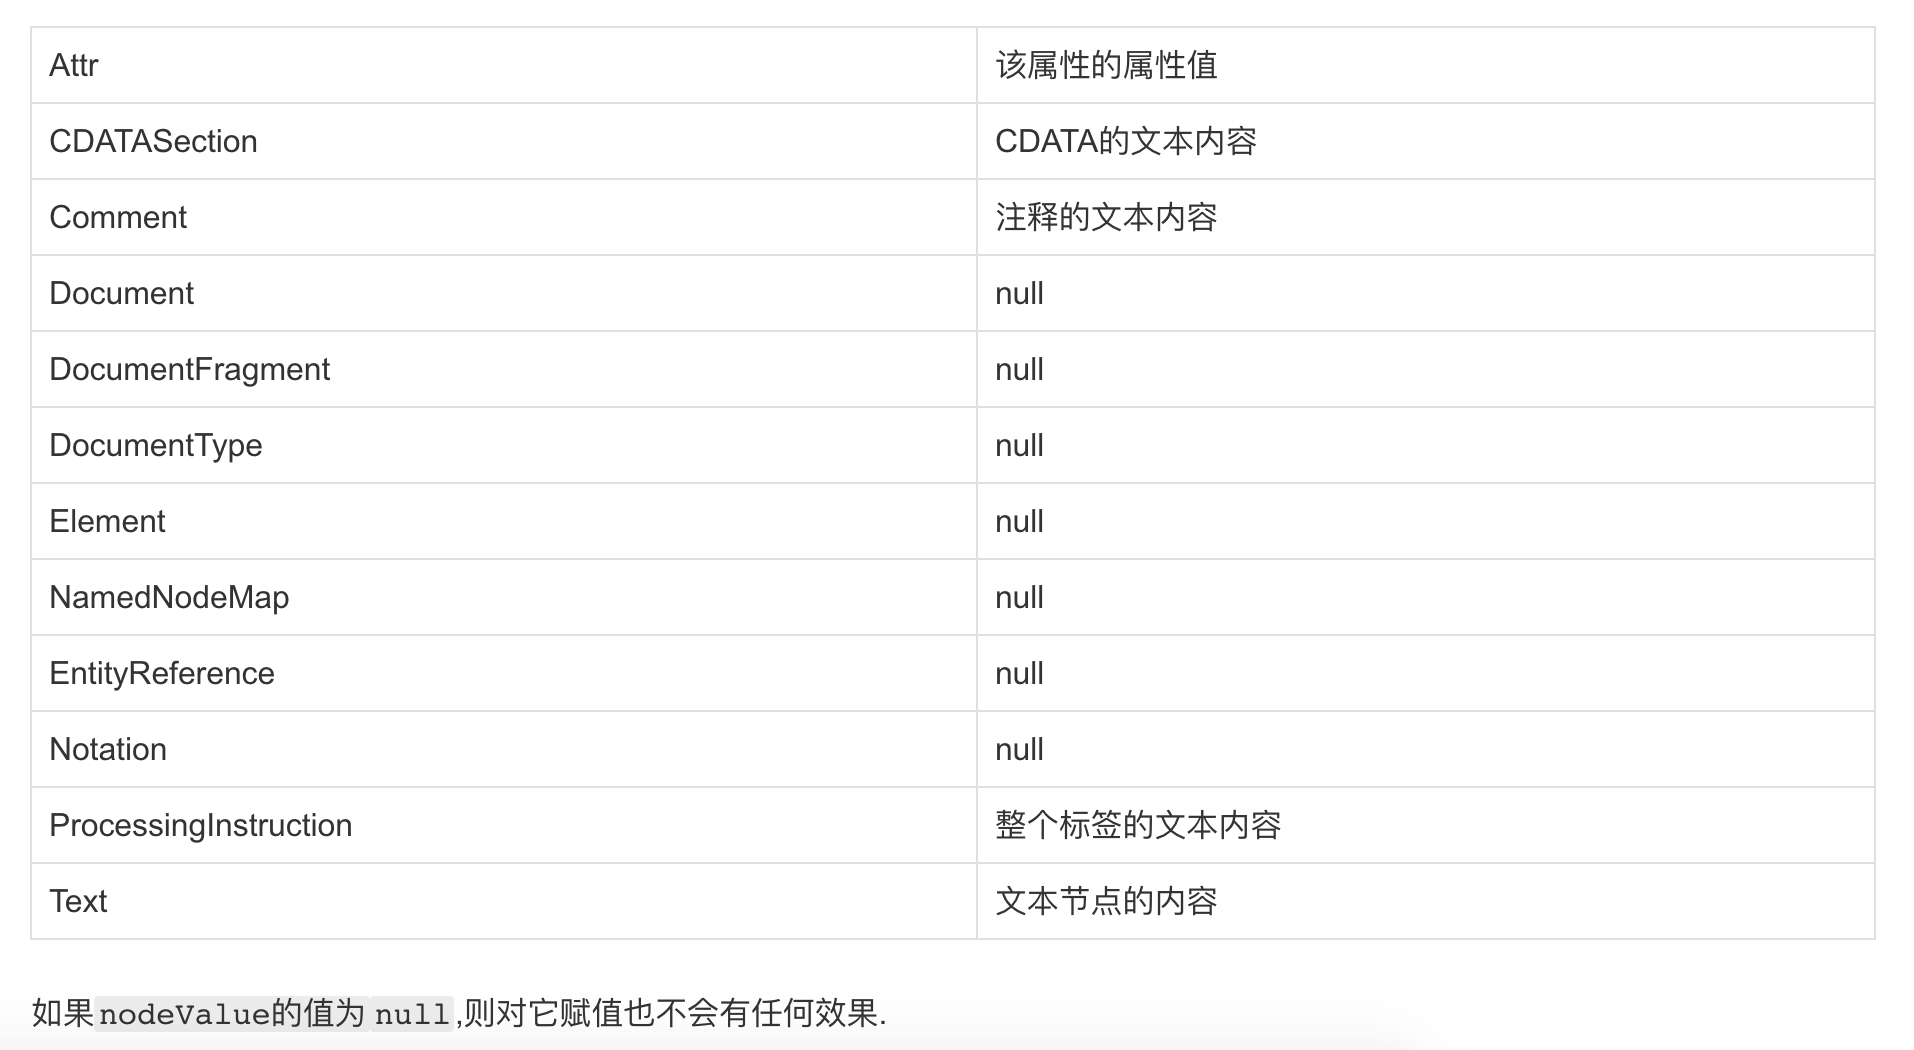 Attr 该属性的属性值
CDATASection CDATA的文本内容
Comment 注释的文本内容
Document null
DocumentFragment null
DocumentType null
Element null
NamedNodeMap null
EntityReference null
Notation null
ProcessingInstruction 整个标签的文本内容
Text 文本节点的内容
如果nodeValue的值为null,则对它赋值也不会有任何效果.